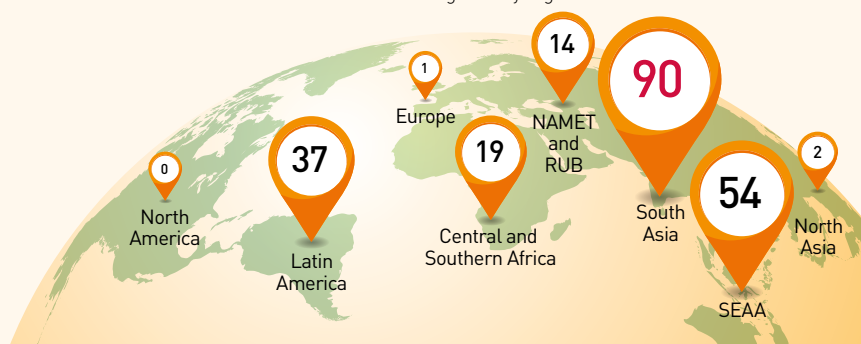 14
NAMET
and
RUB
90
South
Asia
1
Europe
37
Latin
America
19
Central and
Southern Africa
0
North
America
54
SEAA
2
North
Asia